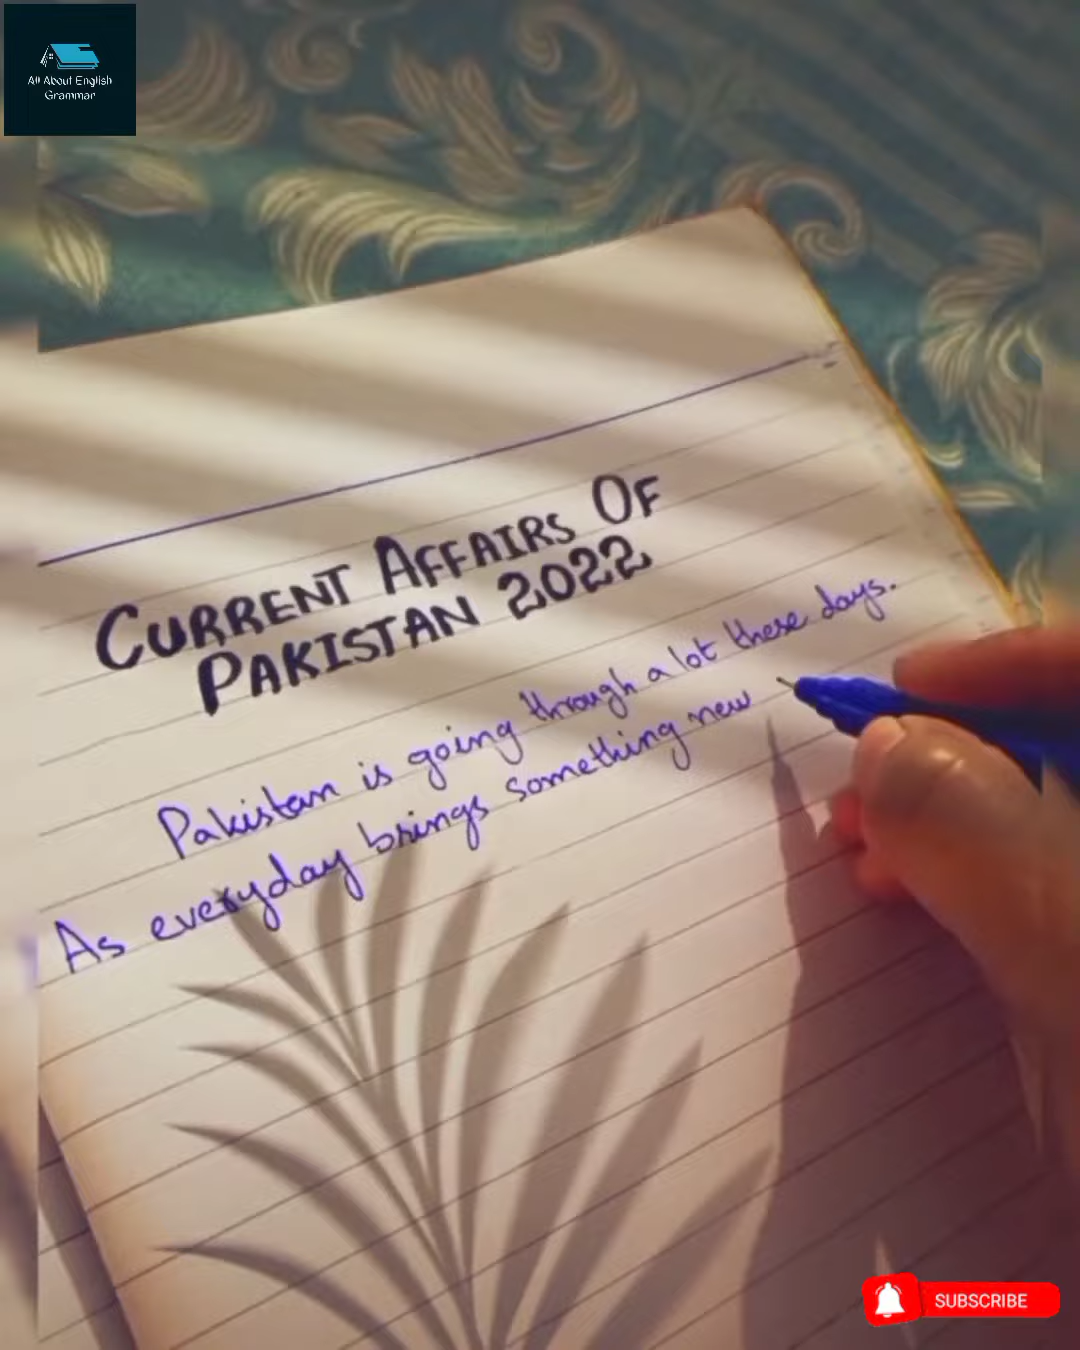 All About English
Grammar
CURRENT AFFAIRS OF
PAKISTAN 2022
Pakistan is going through a lot these days.
As everyday brings something new
SUBSCRIBE